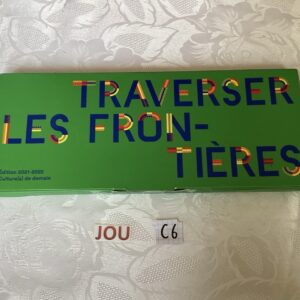 TRAVERSER
LES FRON-
TIÈRES
Édition 2021-2022
Culture(s) de demain
JOU
C6